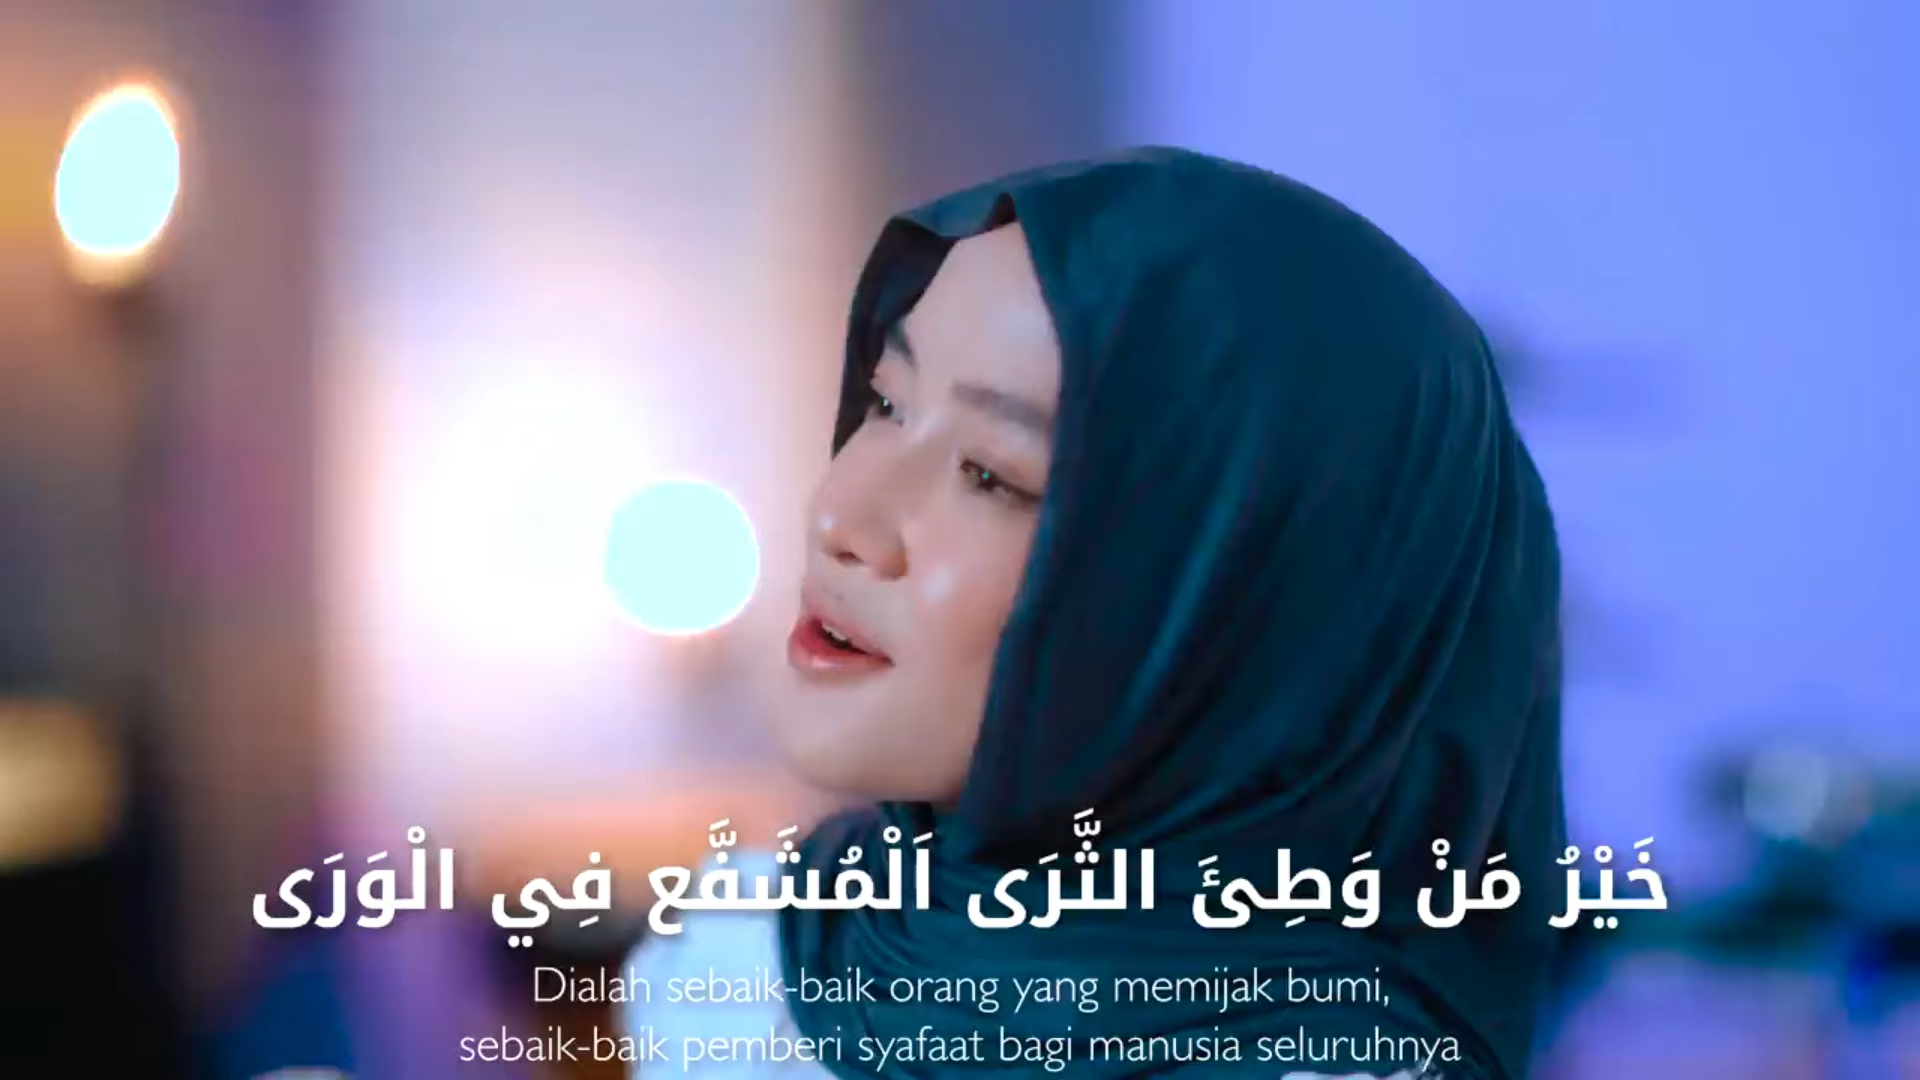 خَيْرُ مَنْ وَطِئَ الثَّرَى اَلْمُشَفَّع فِي الْوَرَى
Dialah sebaik-baik orang yang memijak bumi,
sebaik-baik pemberi syafaat bagi manusia seluruhnya